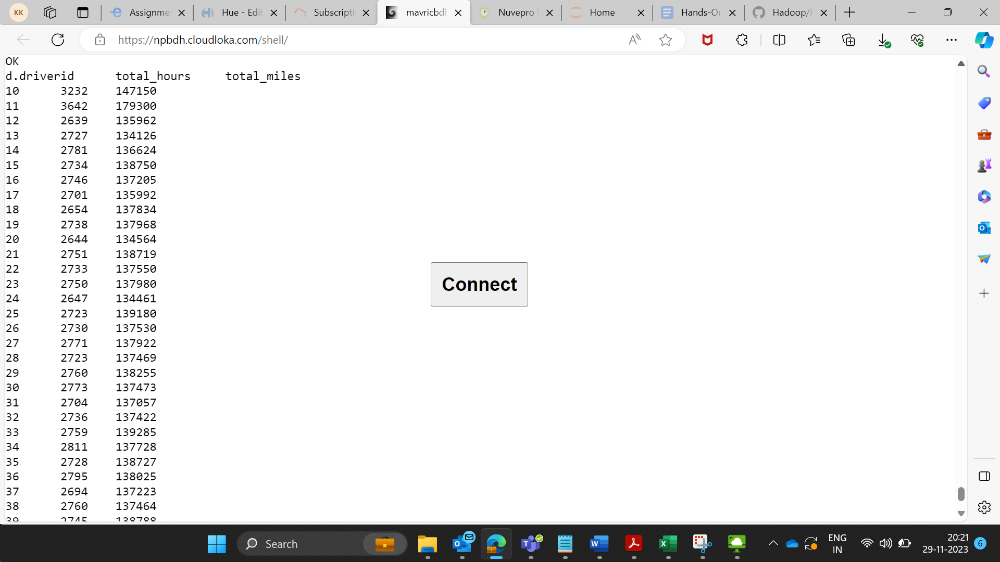 KK
Assignme
Hue - Edit
Subscripti
mavricbdh
Nuvepro
Home
Hands-On
Hadoop/
https://npbdh.cloudloka.com/shell/
OK
d.driverid total_hours total_miles
10 3232 147150
11 3642 179300
12 2639 135962
13 2727 134126
14 2781 136624
15 2734 138750
16 2746 137205
17 2701 135992
18 2654 137834
19 2738 137968
20 2644 134564
21 2751 138719
22 2733 137550
23 2750 137980
24 2647 134461
25 2723 139180
26 2730 137530
27 2771 137922
28 2723 137469
29 2760 138255
30 2773 137473
31 2704 137057
32 2736 137422
33 2759 139285
34 2811 137728
35 2728 138727
36 2795 138025
37 2694 137223
38 2760 137464
39 2745 138788
Connect
Search
ENG
IN
20:21
29-11-2023
6